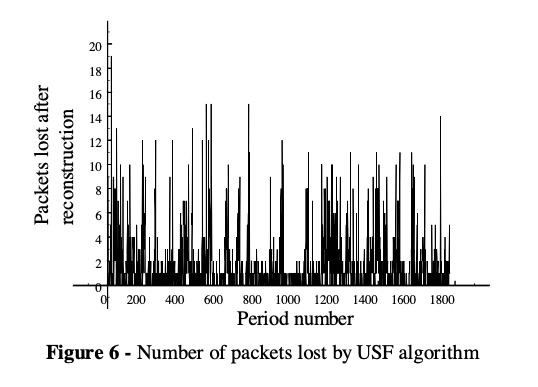 20
18
16
14
12
10
8
6
4
2
0
Packets lost after
reconstruction
0 200 400 600 800 1000 1200 1400 1600 1800
Period number
Figure 6 - Number of packets lost by USF algorithm